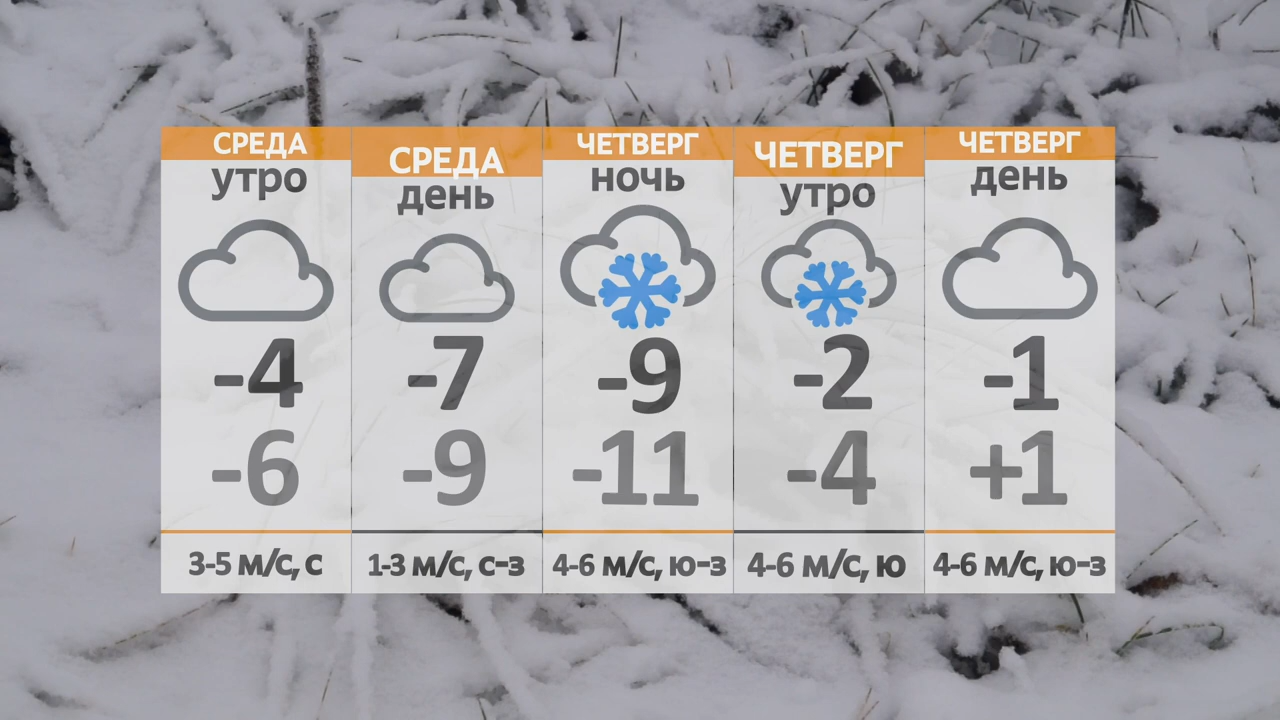 СРЕДА
утро
-4
-6
3-5 м/с, с
СРЕДА
день
-7
-9
1-3 м/с, с-з
ЧЕТВЕРГ
ночь
-9
-11
4-6 м/с, ю-з
ЧЕТВЕРГ
утро
-2
-4
4-6 м/с, ю
ЧЕТВЕРГ
день
-1
+1
4-6 м/с, ю-з